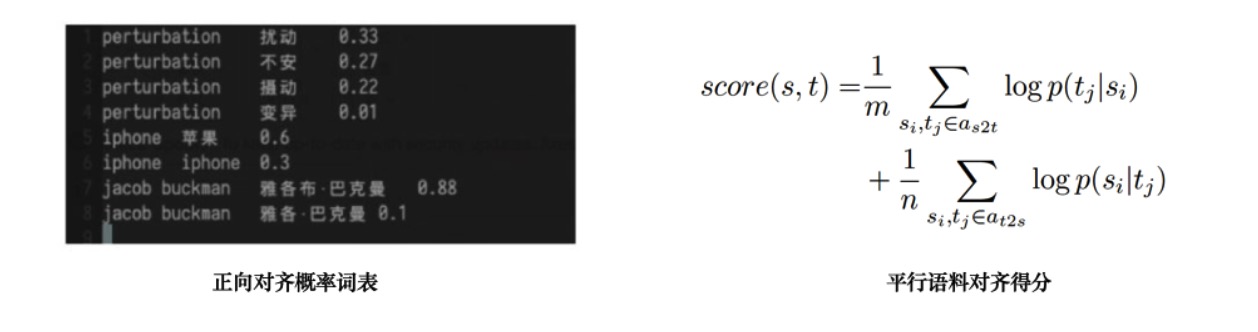 1 perturbation 扰动 0.33
2 perturbation 不安 0.27
3 perturbation 摄动 0.22
4 perturbation 变异 0.01
5 iphone 苹果 0.6
6 iphone iphone 0.3
7 jacob buckman 雅各布·巴克曼 0.88
8 jacob buckman 雅各·巴克曼 0.1
9
正向对齐概率词表
score(s, t) = \frac{1}{m} \sum_{s_i,t_j \in a_{s2t}} \log p(t_j|s_i)
+ \frac{1}{n} \sum_{s_i,t_j \in a_{t2s}} \log p(s_i|t_j)
平行语料对齐得分